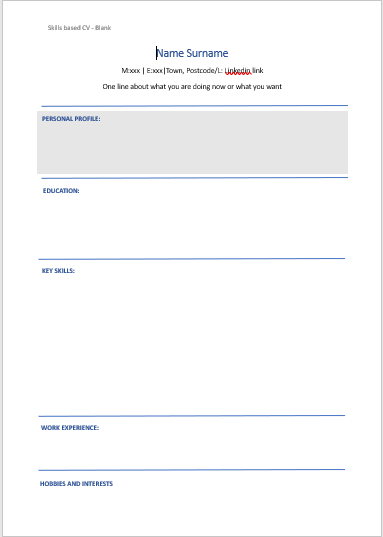 Skills based CV - Blank
Name Surname
M:xxx | E:xxx|Town, Postcode/L: Linkedin link
One line about what you are doing now or what you want
PERSONAL PROFILE:
EDUCATION:
KEY SKILLS:
WORK EXPERIENCE:
HOBBIES AND INTERESTS